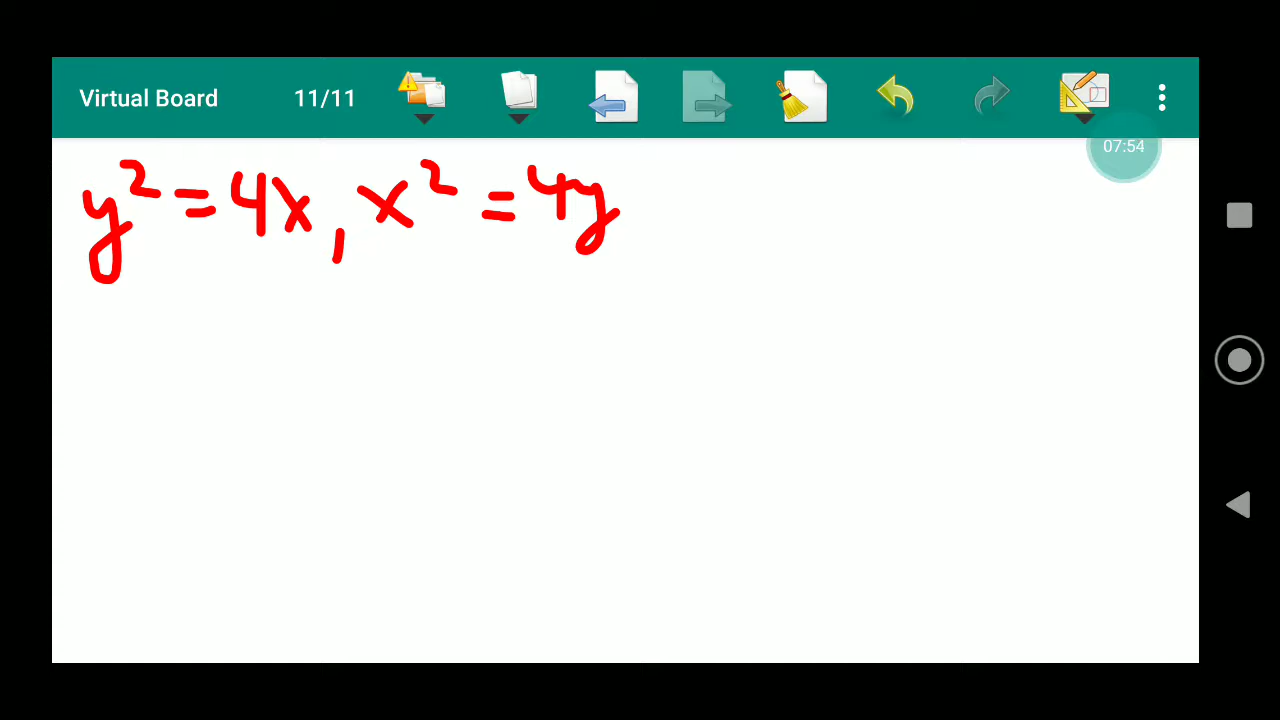 Virtual Board 11/11
07:54
y² = 4x, x² = 4y